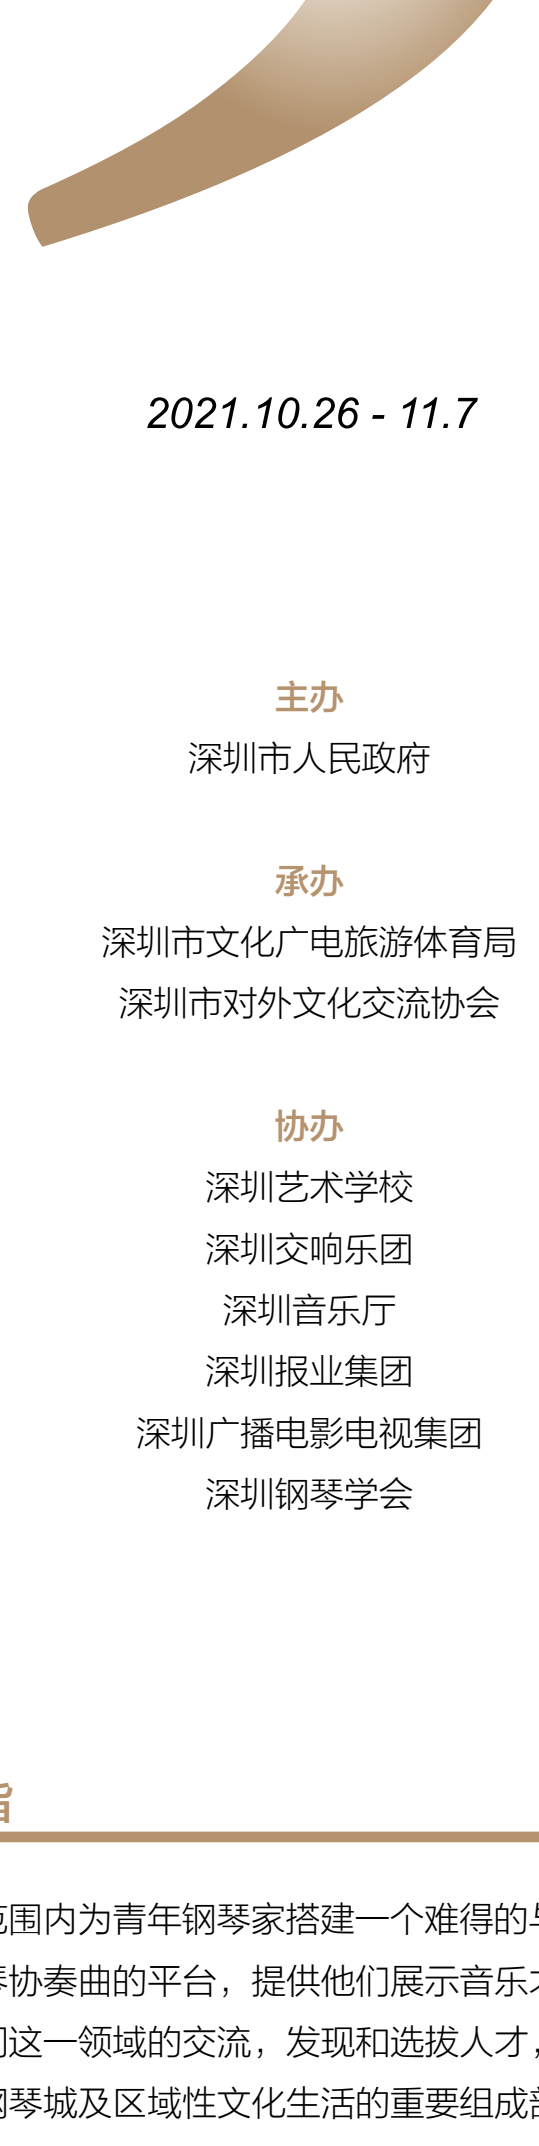 2021.10.26 - 11.7
主办
深圳市人民政府
承办
深圳市文化广电旅游体育局
深圳市对外文化交流协会
协办
深圳艺术学校
深圳交响乐团
深圳音乐厅
深圳报业集团
深圳广播电影电视集团
深圳钢琴学会
旨
范围内为青年钢琴家搭建一个难得的与
琴协奏曲的平台，提供他们展示音乐才
间这一领域的交流，发现和选拔人才，
钢琴城及区域性文化生活的重要组成部